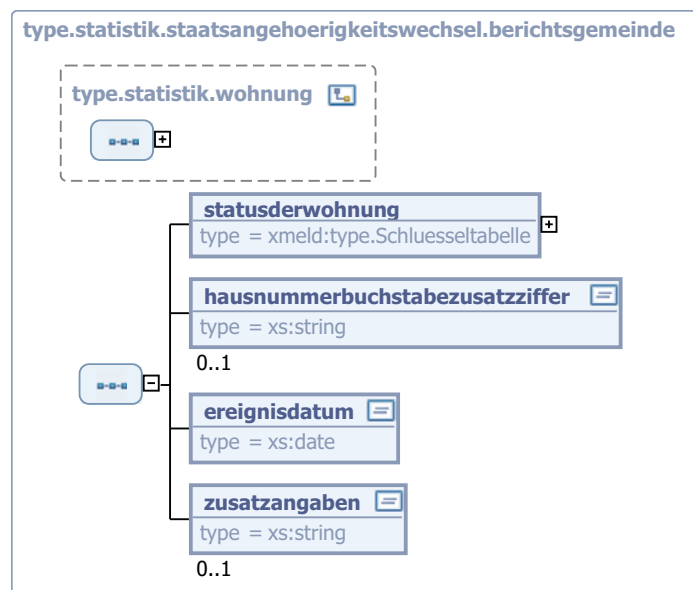 type.statistik.staatsangehoerigkeitswechsel.berichtsgemeinde
type.statistik.wohnung
statusderwohnung
type = xmeld:type.Schluesseltabelle
hausnummerbuchstabezusatzziffer
type = xs:string
0..1
ereignisdatum
type = xs:date
zusatzangaben
type = xs:string
0..1